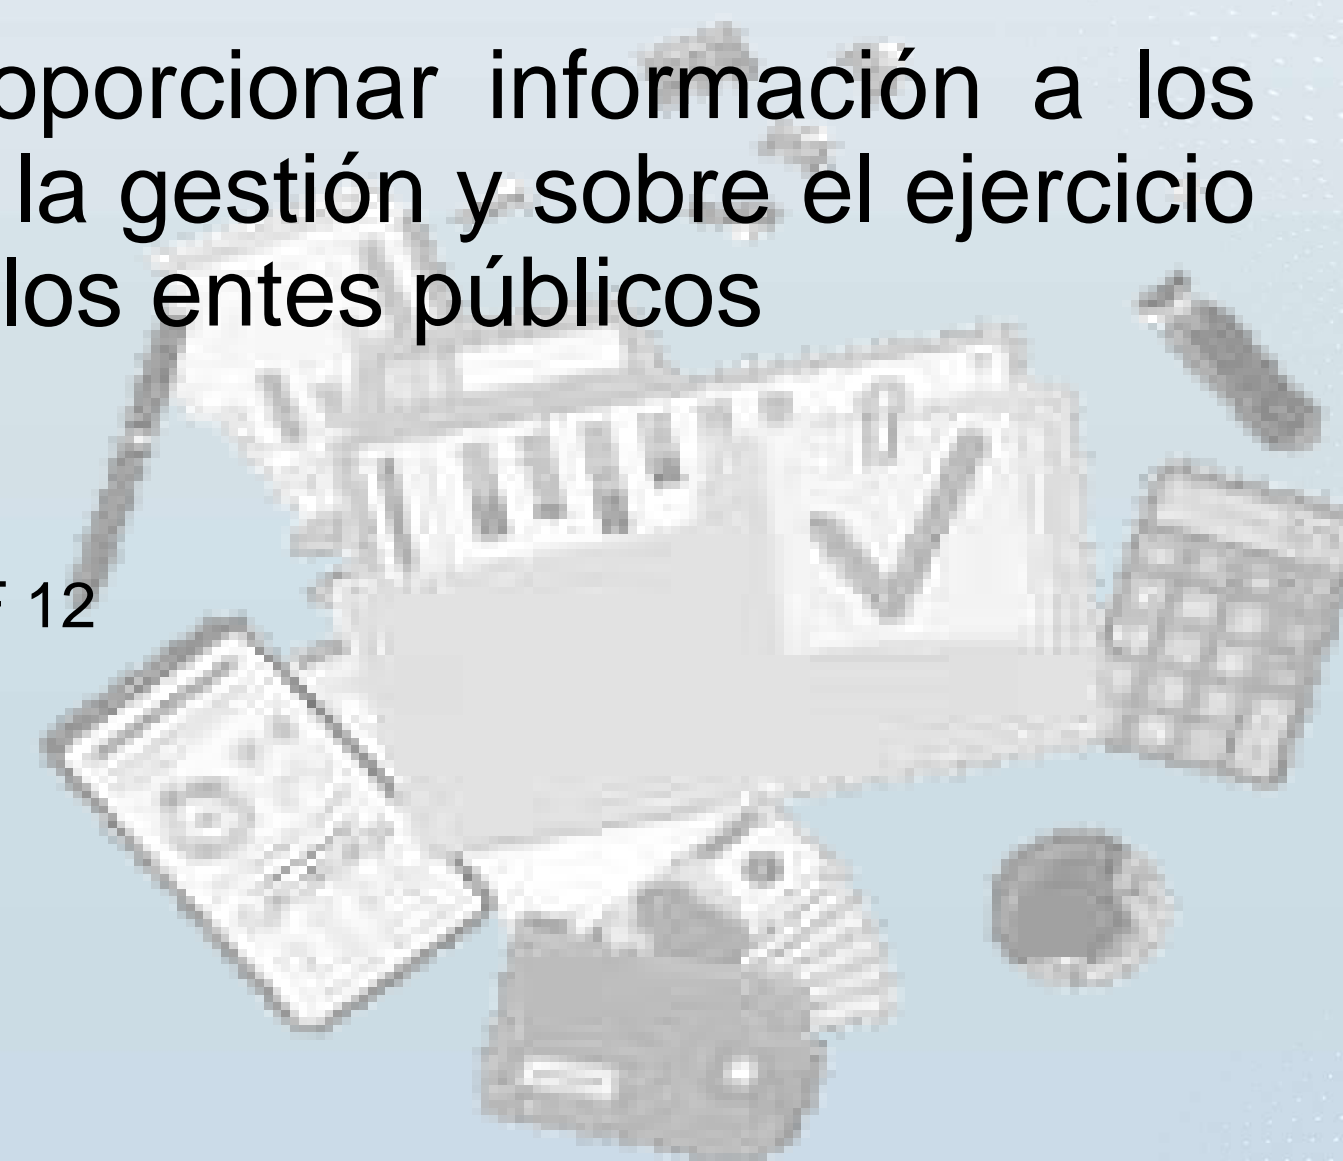 oporcionar información a los
la gestión y sobre el ejercicio
los entes públicos
12